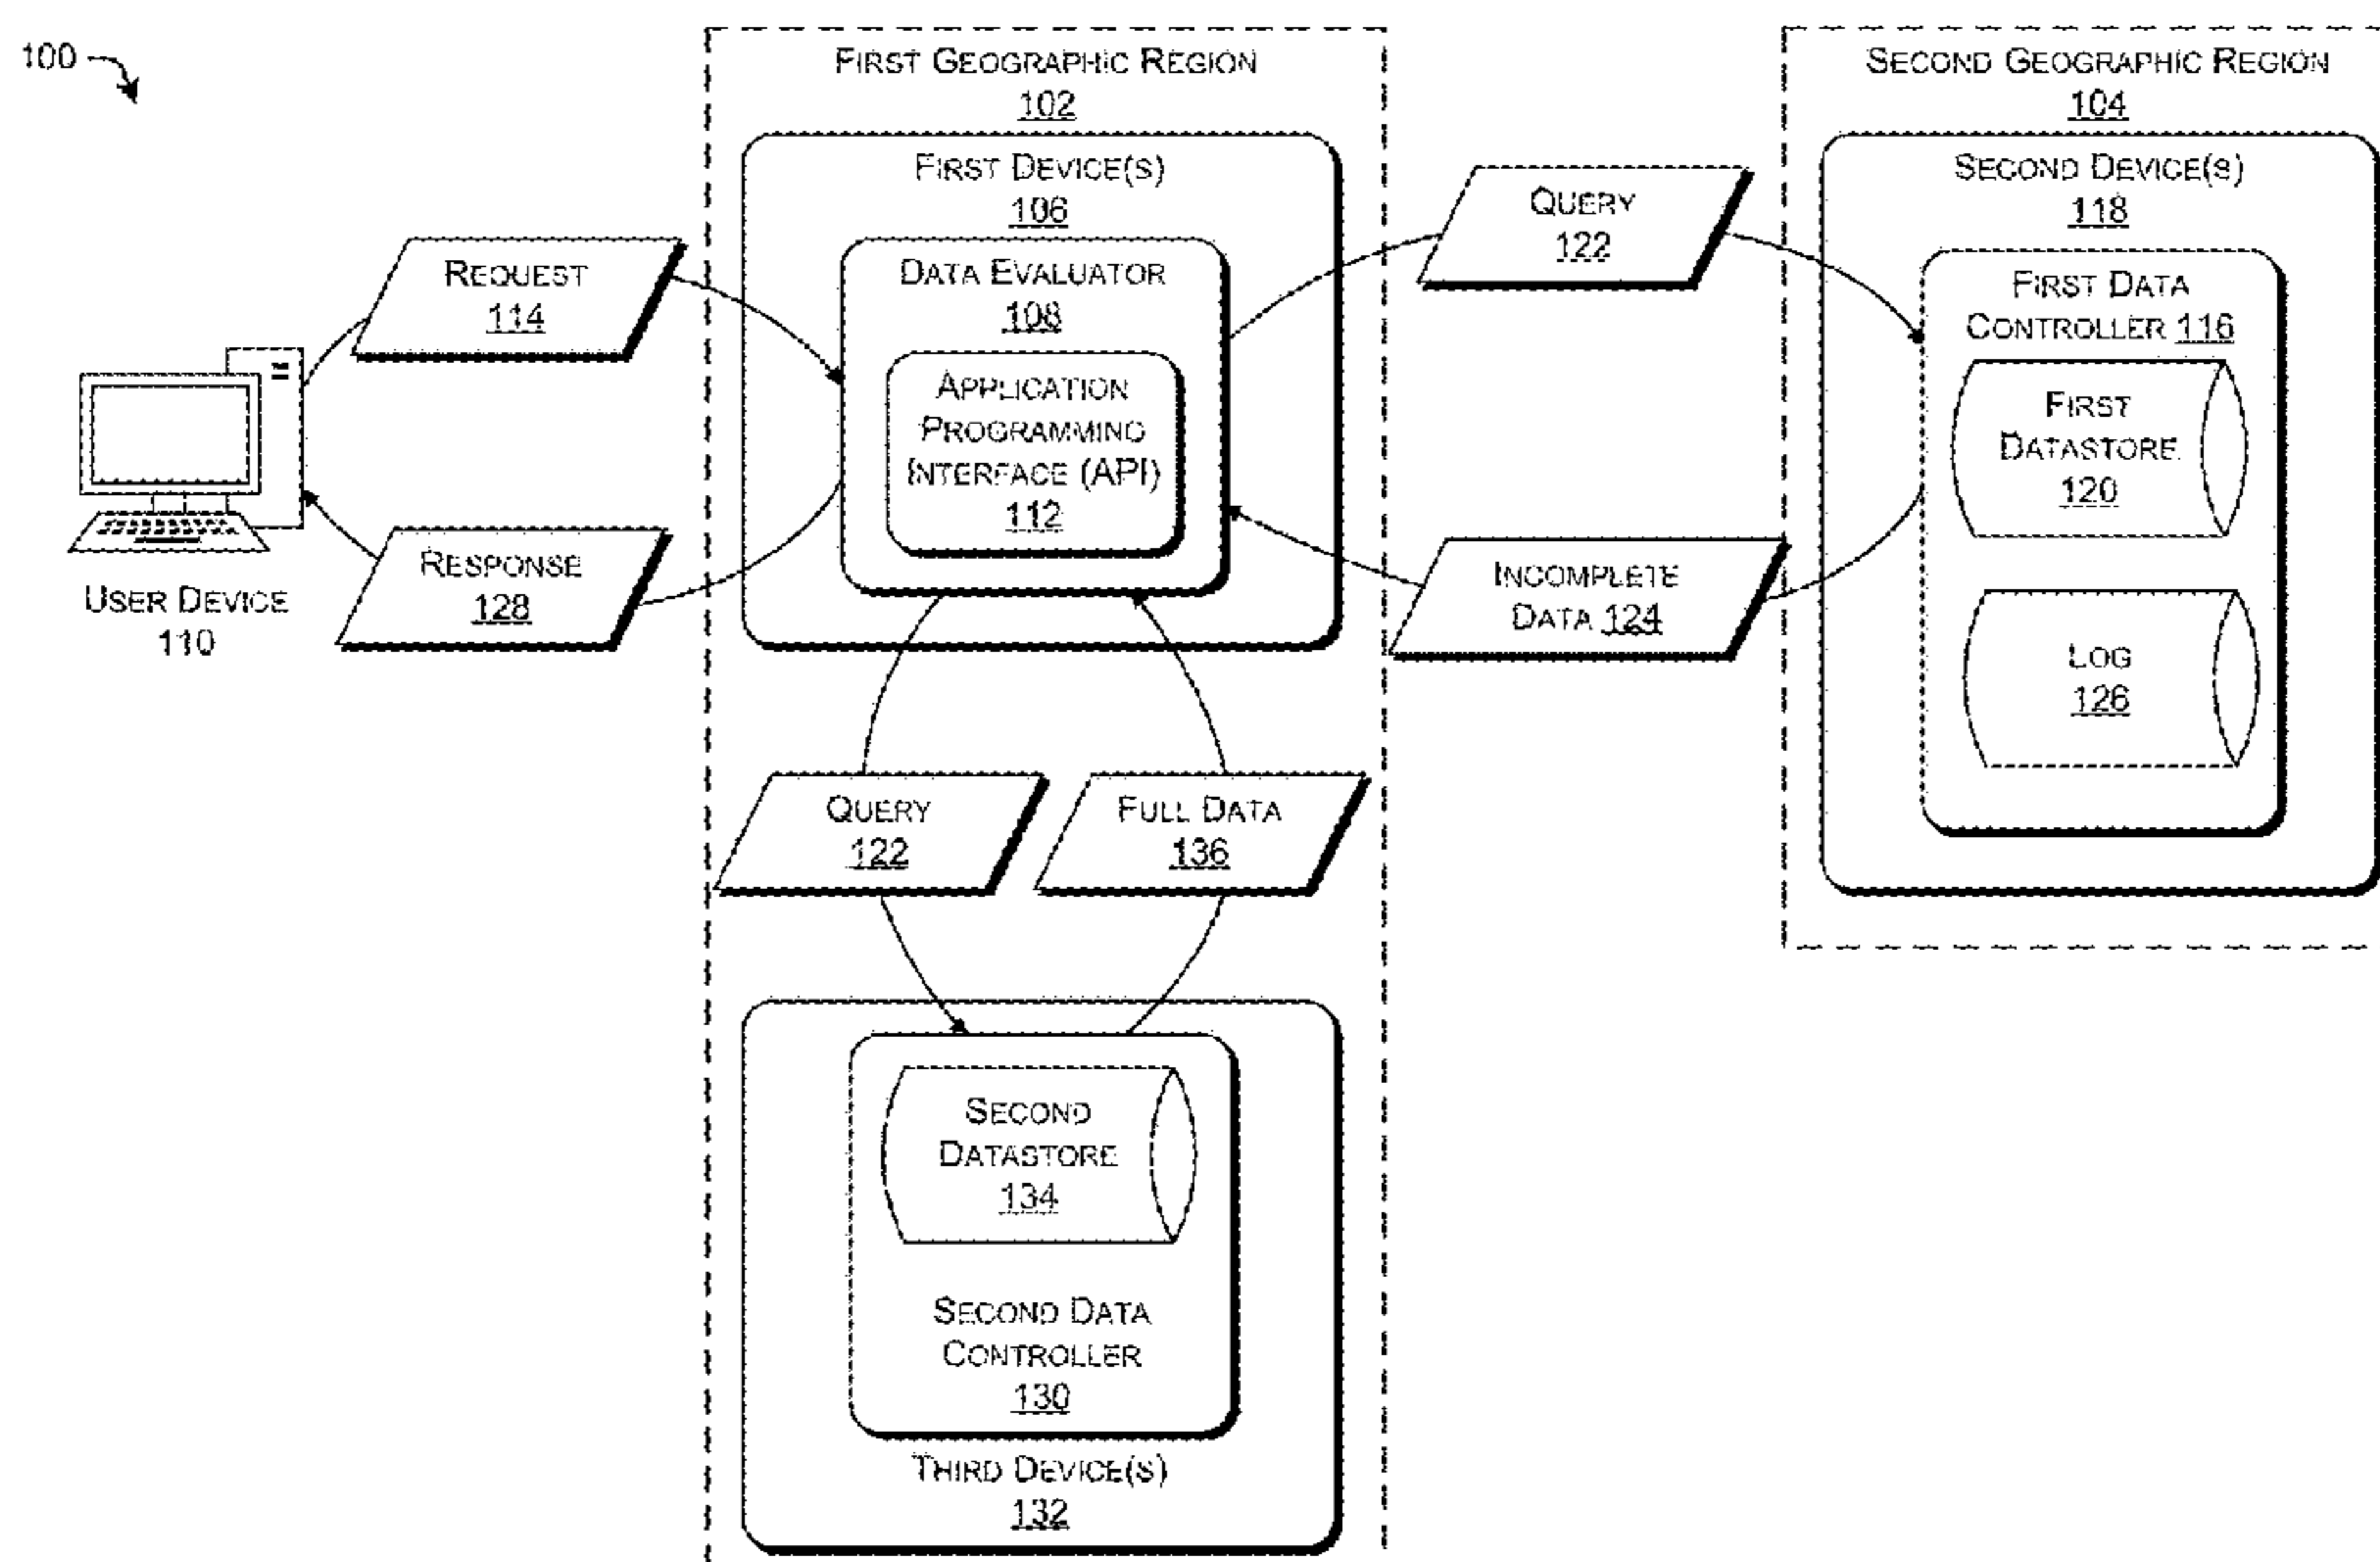 100
FIRST GEOGRAPHIC REGION
102
SECOND GEOGRAPHIC REGION
104
FIRST DEVICE(S)
106
SECOND DEVICE(S)
118
REQUEST
114
DATA EVALUATOR
108
QUERY
122
FIRST DATA
CONTROLLER 116
APPLICATION
PROGRAMMING
INTERFACE (API)
112
FIRST
DATASTORE
120
USER DEVICE
110
RESPONSE
128
INCOMPLETE
DATA 124
LOG
126
QUERY
122
FULL DATA
136
SECOND
DATASTORE
134
SECOND DATA
CONTROLLER
130
THIRD DEVICE(S)
132